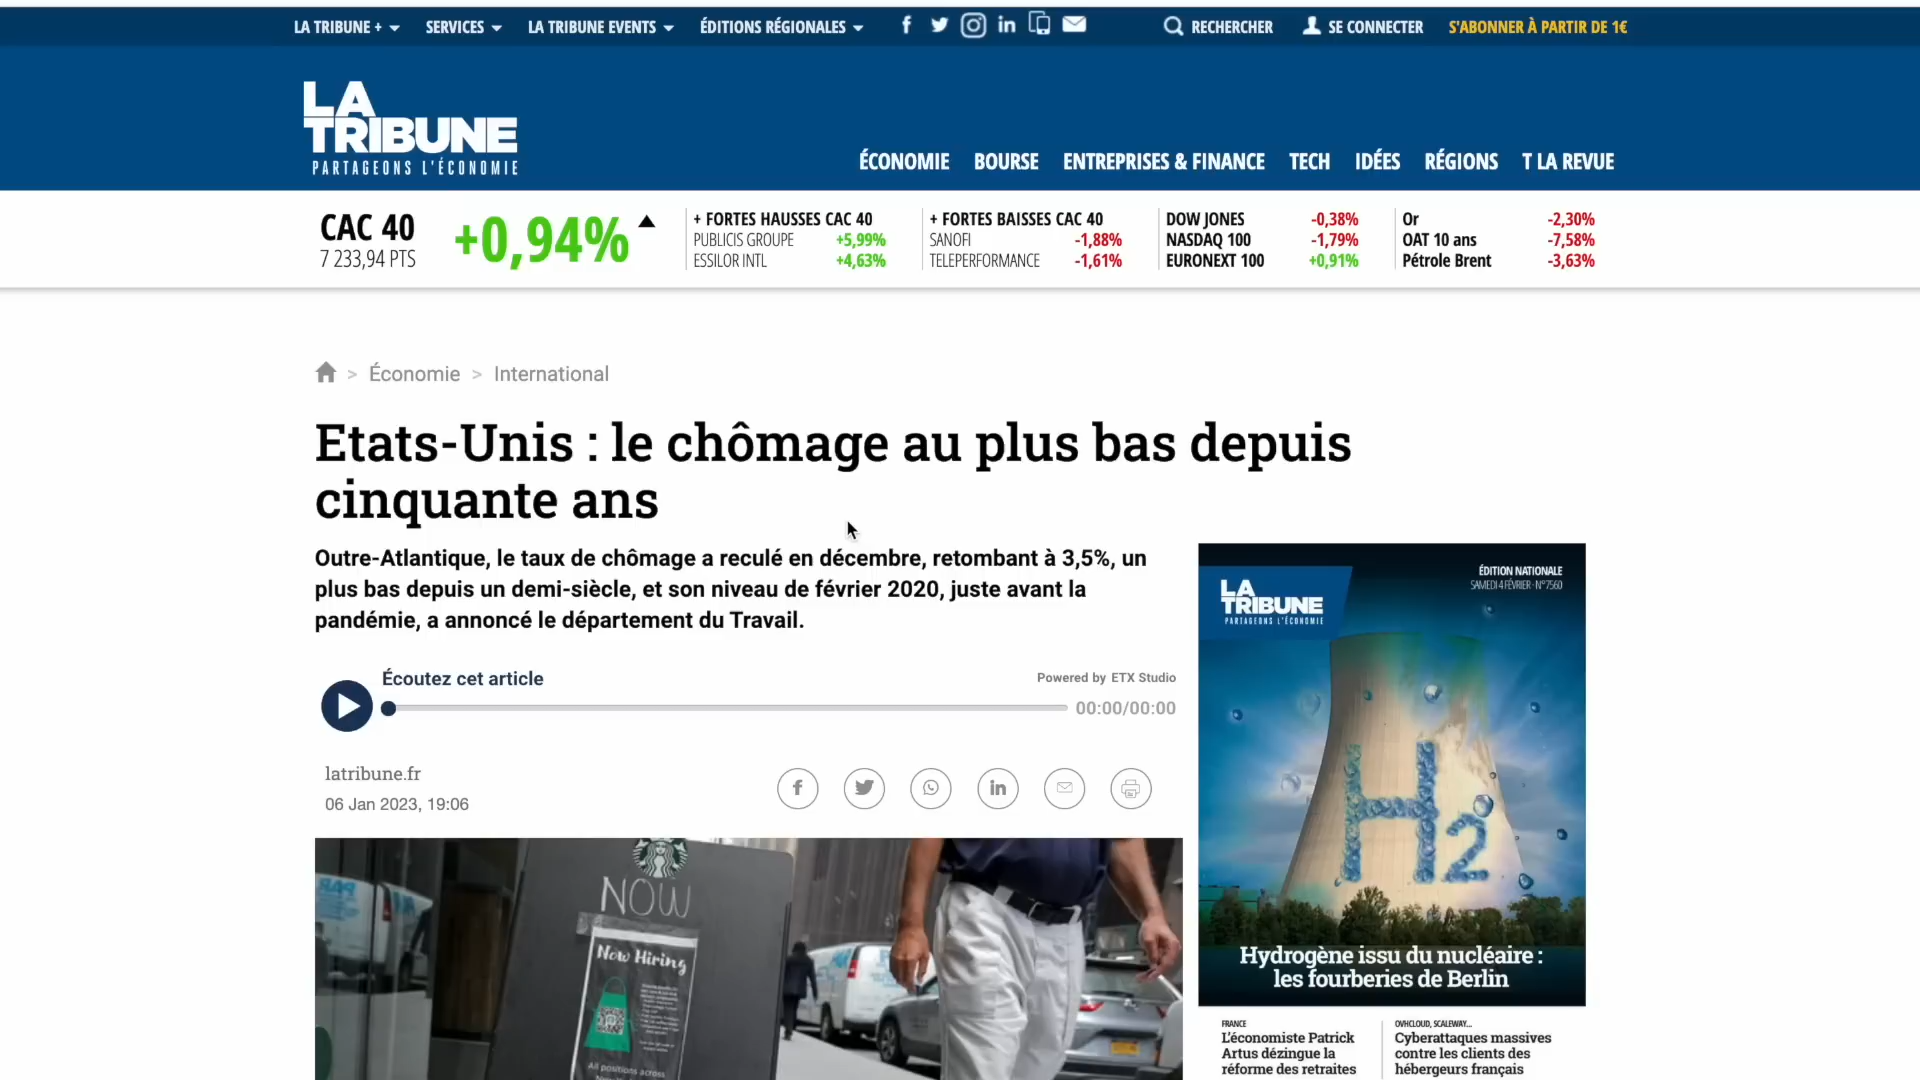 LA TRIBUNE +
SERVICES
LA TRIBUNE EVENTS
ÉDITIONS RÉGIONALES
RECHERCHER
SE CONNECTER
S'ABONNER À PARTIR DE 1€
LA
TRIBUNE
PARTAGEONS L'ÉCONOMIE
ÉCONOMIE
BOURSE
ENTREPRISES & FINANCE
TECH
IDÉES
RÉGIONS
T LA REVUE
CAC 40
7 233,94 PTS
+0,94%
+ FORTES HAUSSES CAC 40
PUBLICIS GROUPE +5,99%
ESSILOR INTL +4,63%
+ FORTES BAISSES CAC 40
SANOFI -1,88%
TELEPERFORMANCE -1,61%
DOW JONES -0,38%
NASDAQ 100 -1,79%
EURONEXT 100 +0,91%
Or -2,30%
OAT 10 ans -7,58%
Pétrole Brent -3,63%
> Économie > International
Etats-Unis : le chômage au plus bas depuis
cinquante ans
Outre-Atlantique, le taux de chômage a reculé en décembre, retombant à 3,5%, un
plus bas depuis un demi-siècle, et son niveau de février 2020, juste avant la
pandémie, a annoncé le département du Travail.
Écoutez cet article
Powered by ETX Studio
00:00/00:00
latribune.fr
06 Jan 2023, 19:06
NOW
Now Hiring
All positions across
ÉDITION NATIONALE
SAMEDI 4 FÉVRIER - N°7560
LA
TRIBUNE
PARTAGEONS L'ÉCONOMIE
H2
Hydrogène issu du nucléaire :
les fourberies de Berlin
FRANCE
L'économiste Patrick
Artus dézingue la
réforme des retraites
OVHCLOUD, SCALEWAY...
Cyberattaques massives
contre les clients des
hébergeurs français